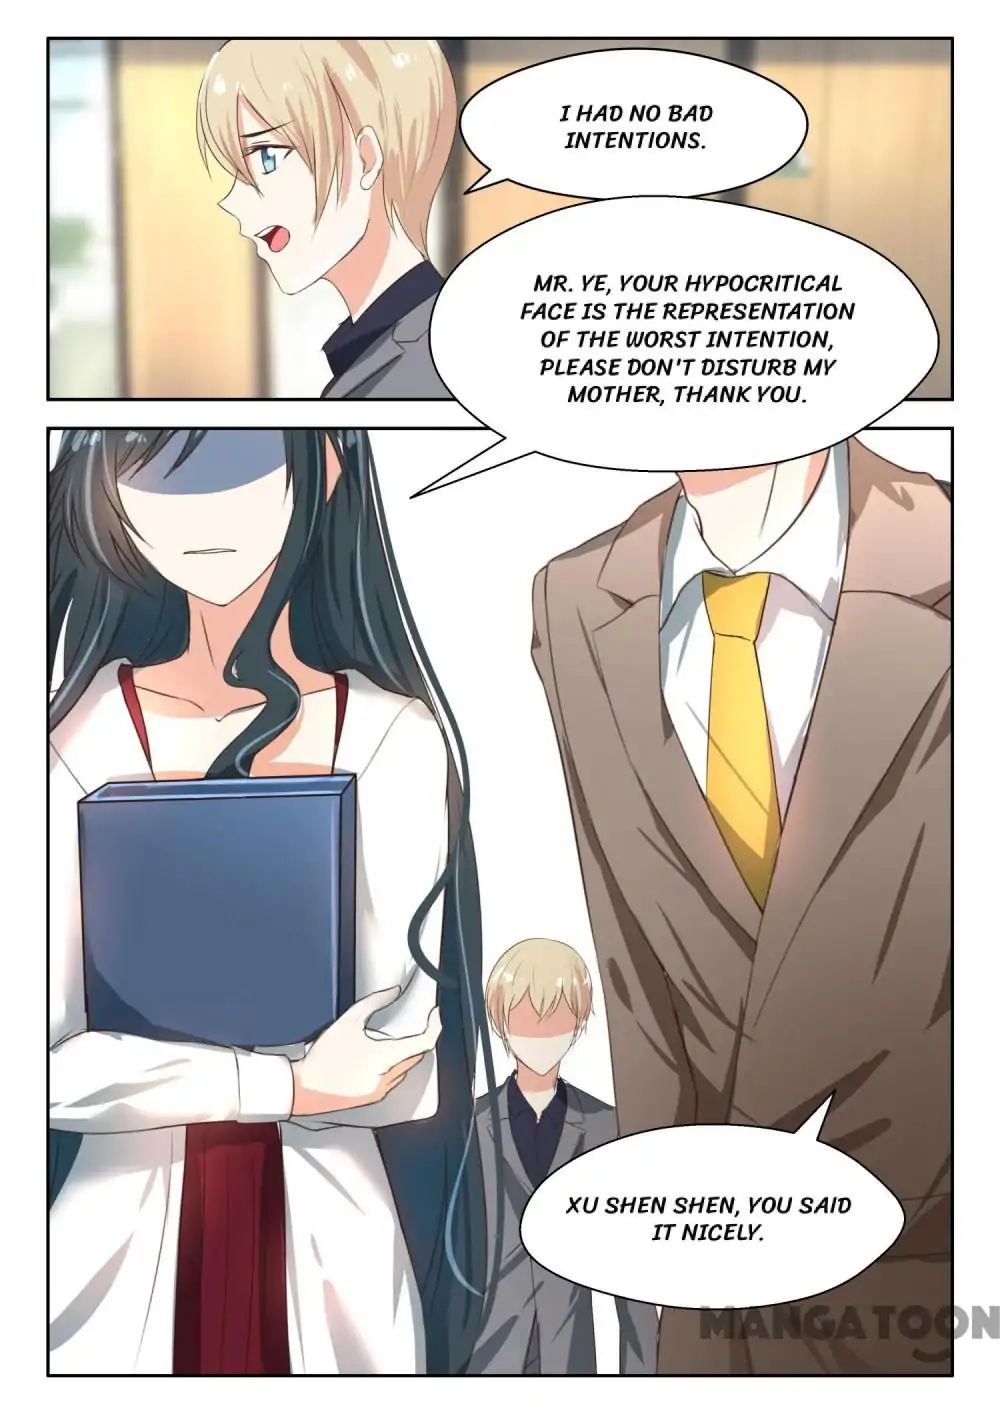 I HAD NO BAD
INTENTIONS.
MR. YE, YOUR HYPOCRITICAL
FACE IS THE REPRESENTATION
OF THE WORST INTENTION,
PLEASE DON'T DISTURB MY
MOTHER, THANK YOU.
XU SHEN SHEN, YOU SAID
IT NICELY.
MANGATOON